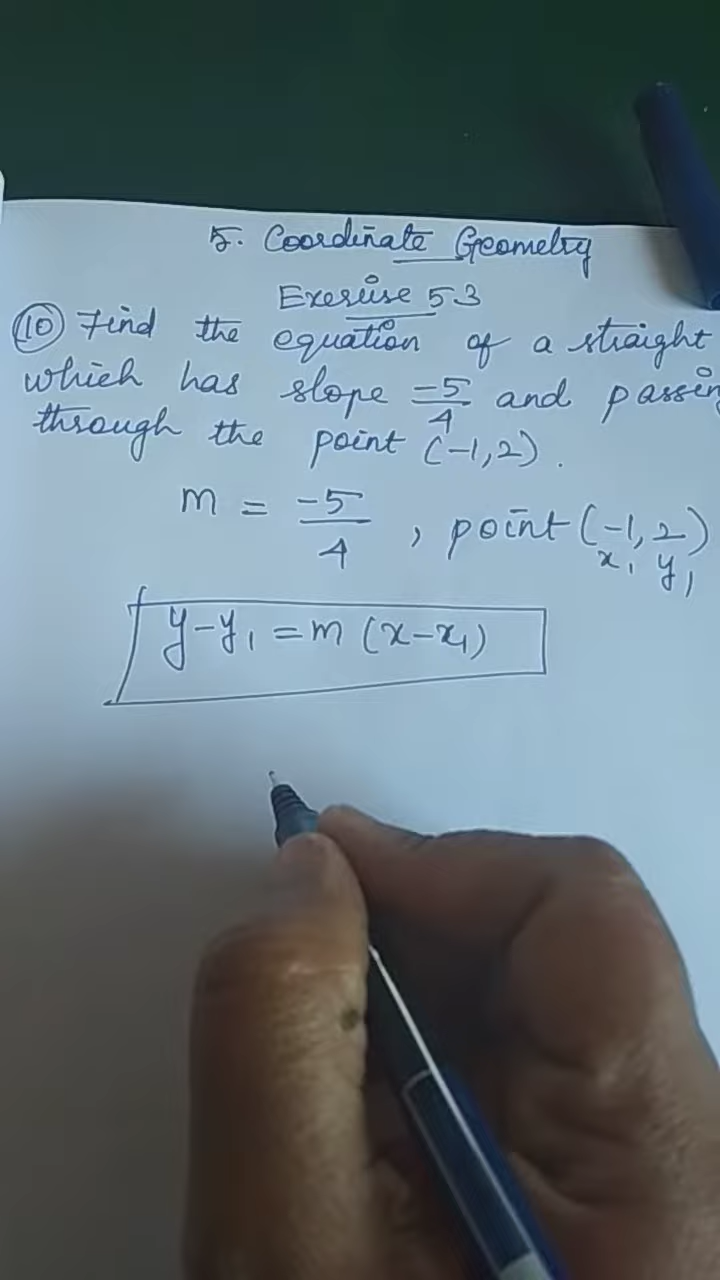 5. Coordinate Geometry
Exercise 5.3
(10) Find the equation of a straight
which has slope -5/4 and passin
through the point (-1,2).
m = -5/4 , point (-1, 2)
x₁ y₁
y-y₁ = m (x-x₁)